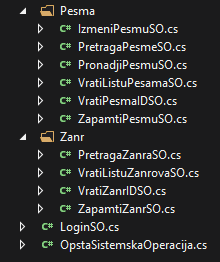 Pesma
IzmeniPesmuSO.cs
PretragaPesmeSO.cs
PronadjiPesmuSO.cs
VratiListuPesamaSO.cs
VratiPesmaIDSO.cs
ZapamtiPesmuSO.cs
Zanr
PretragaZanraSO.cs
VratiListuZanrovaSO.cs
VratiZanrIDSO.cs
ZapamtiZanrSO.cs
LoginSO.cs
OpstaSistemskaOperacija.cs